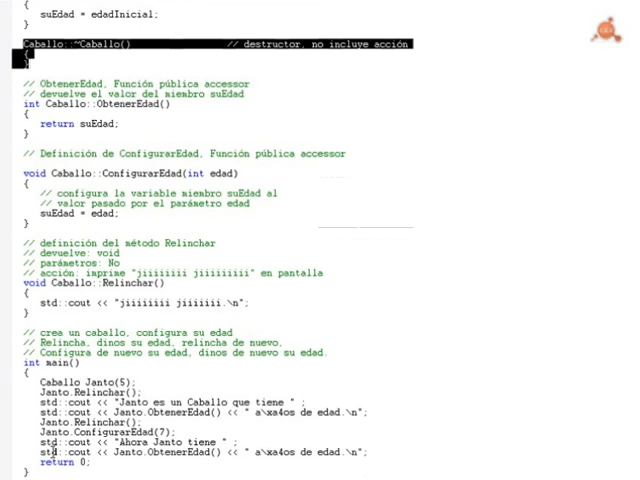 {
suEdad = edadInicial;
}
Caballo::~Caballo() // destructor, no incluye acción
{
}
// ObtenerEdad, Función pública accessor
// devuelve el valor del miembro suEdad
int Caballo::ObtenerEdad()
{
return suEdad;
}
// Definición de ConfigurarEdad, Función pública accessor
void Caballo::ConfigurarEdad(int edad)
{
// configura la variable miembro suEdad al
// valor pasado por el parámetro edad
suEdad = edad;
}
// definición del método Relinchar
// devuelve: void
// parámetros: No
// acción: imprime "jiiiiiiii jiiiiiiiii" en pantalla
void Caballo::Relinchar()
{
std::cout << "jiiiiiiii jiiiiiii.\n";
}
// crea un caballo, configura su edad
// Relincha, dinos su edad, relincha de nuevo,
// Configura de nuevo su edad, dinos de nuevo su edad.
int main()
{
Caballo Janto(5);
Janto.Relinchar();
std::cout << "Janto es un Caballo que tiene " ;
std::cout << Janto.ObtenerEdad() << " a\xa4os de edad.\n";
Janto.Relinchar();
Janto.ConfigurarEdad(7);
std::cout << "Ahora Janto tiene " ;
std::cout << Janto.ObtenerEdad() << " a\xa4os de edad.\n";
return 0;
}